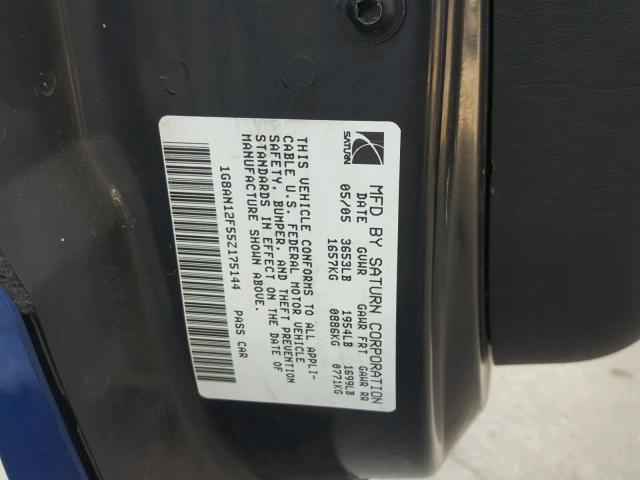 SATURN
MFD BY SATURN CORPORATION
DATE GVWR GAWR FRT GAWR RR
05/05 3653LB 1954LB 1699LB
1657KG 0886KG 0771KG
THIS VEHICLE CONFORMS TO ALL APPLI-
CABLE U.S. FEDERAL MOTOR VEHICLE
SAFETY, BUMPER, AND THEFT PREVENTION
STANDARDS IN EFFECT ON THE DATE OF
MANUFACTURE SHOWN ABOVE.
1G8AN12F55Z175144 PASS CAR